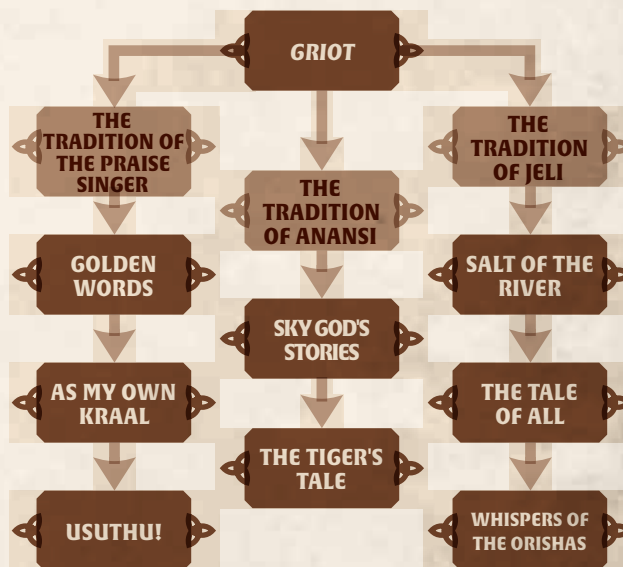 GRIOT
THE
TRADITION OF
THE PRAISE
SINGER
THE
TRADITION
OF ANANSI
THE
TRADITION
OF JELI
GOLDEN
WORDS
SKY GOD'S
STORIES
SALT OF THE
RIVER
AS MY OWN
KRAAL
THE TIGER'S
TALE
THE TALE
OF ALL
USUTHU!
WHISPERS OF
THE ORISHAS